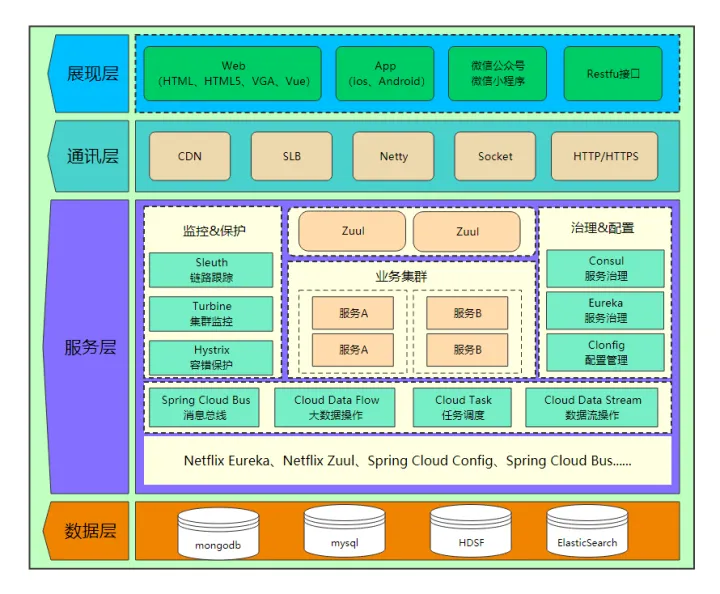 展现层
Web
（HTML、HTML5、VGA、Vue）
App
（Ios、Android）
微信公众号
微信小程序
Restfu接口
通讯层
CDN
SLB
Netty
Socket
HTTP/HTTPS
服务层
监控&保护
Sleuth
链路跟踪
Turbine
集群监控
Hystrix
容错保护
Zuul
Zuul
业务集群
服务A
服务B
服务A
服务B
治理&配置
Consul
服务治理
Eureka
服务治理
Clonfig
配置管理
Spring Cloud Bus
消息总线
Cloud Data Flow
大数据操作
Cloud Task
任务调度
Cloud Data Stream
数据流操作
Netflix Eureka、Netflix Zuul、Spring Cloud Config、Spring Cloud Bus......
数据层
mongodb
mysql
HDSF
ElasticSearch